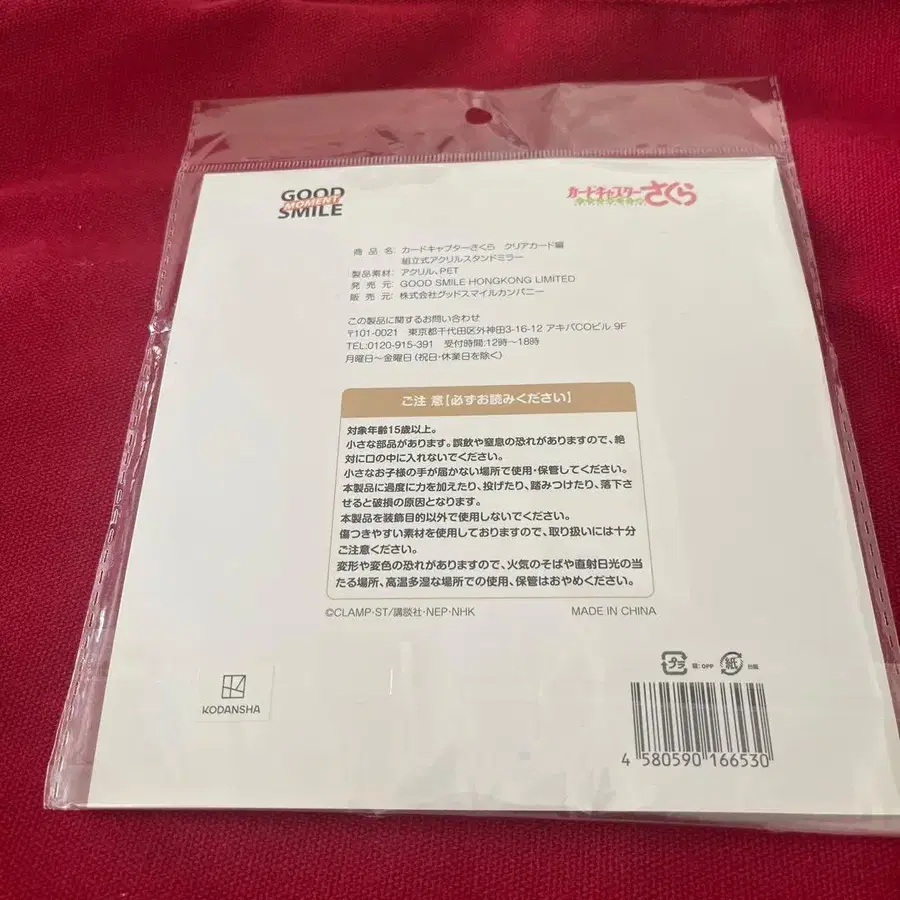 GOOD
MOMENT
SMILE
カードキャプターさくら
商品名: カードキャプターさくら クリアカード編
組立式アクリルスタンドミラー
製品素材: アクリル、PET
発売元: GOOD SMILE HONGKONG LIMITED
販売元: 株式会社グッドスマイルカンパニー
この製品に関するお問い合わせ
〒101-0021 東京都千代田区外神田3-16-12 アキバCOビル 9F
TEL:0120-915-391 受付時間:12時～18時
月曜日～金曜日(祝日・休業日を除く)
ご注意[必ずお読みください]
対象年齢15歳以上。
小さな部品があります。誤飲や窒息の恐れがありますので、絶
対に口の中に入れないでください。
小さなお子様の手が届かない場所で使用・保管してください。
本製品に過度に力を加えたり、投げたり、踏みつけたり、落下さ
せると破損の原因となります。
本製品を装飾目的以外で使用しないでください。
傷つきやすい素材を使用しておりますので、取り扱いには十分
ご注意ください。
変形や変色の恐れがありますので、火気のそばや直射日光の当
たる場所、高温多湿な場所での使用、保管はおやめください。
©CLAMP・ST/講談社・NEP・NHK MADE IN CHINA
プラ 袋: OPP 紙 台紙
KODANSHA
4 580590 166530